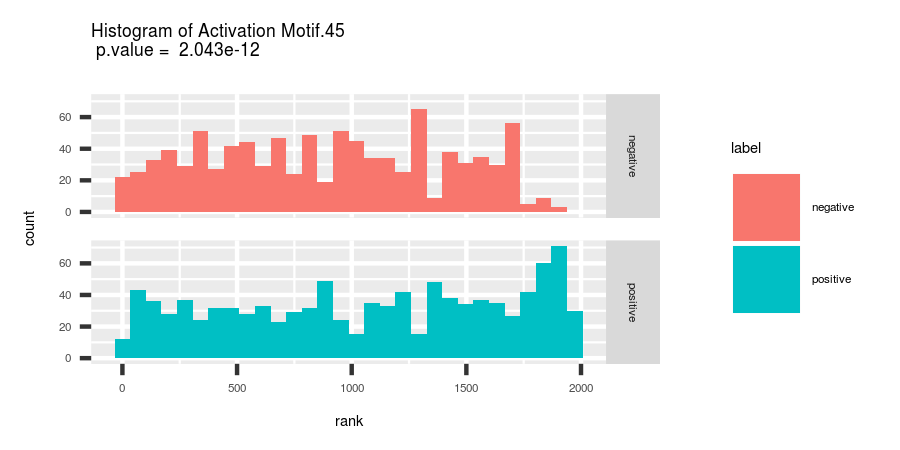 Histogram of Activation Motif.45
p.value = 2.043e-12
count
60
40
20
0
negative
60
40
20
0
positive
0 500 1000 1500 2000
rank
label
negative
positive